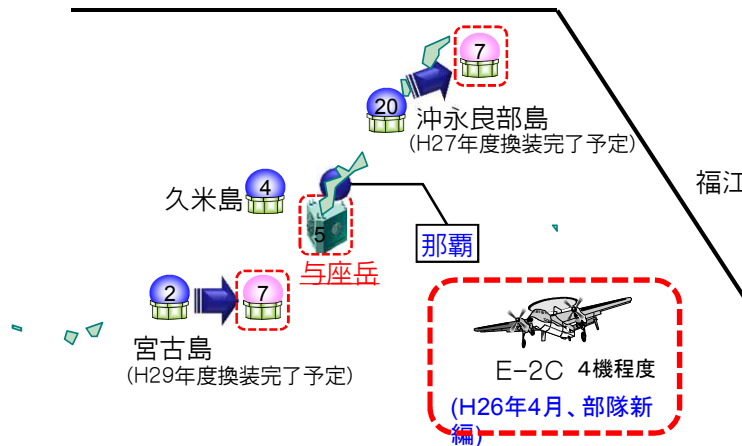 7
20
沖永良部島
(H27年度換装完了予定)
福江
久米島
4
5
那覇
与座岳
2
7
宮古島
(H29年度換装完了予定)
E-2C 4機程度
(H26年4月、部隊新
編)